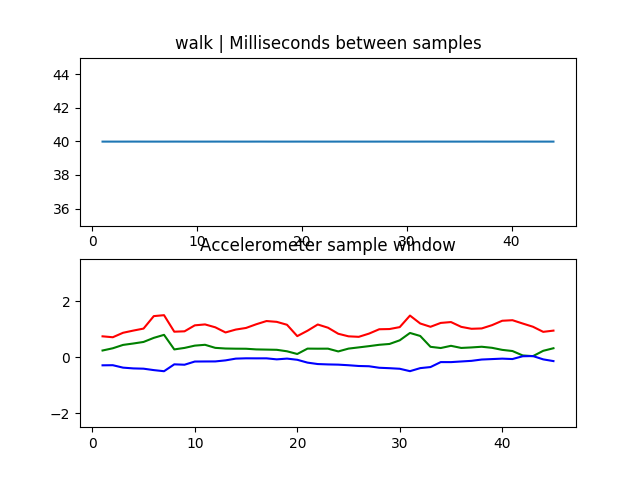 walk | Milliseconds between samples
44
42
40
38
36
0 10 20 30 40
Accelerometer sample window
2
0
−2
0 10 20 30 40